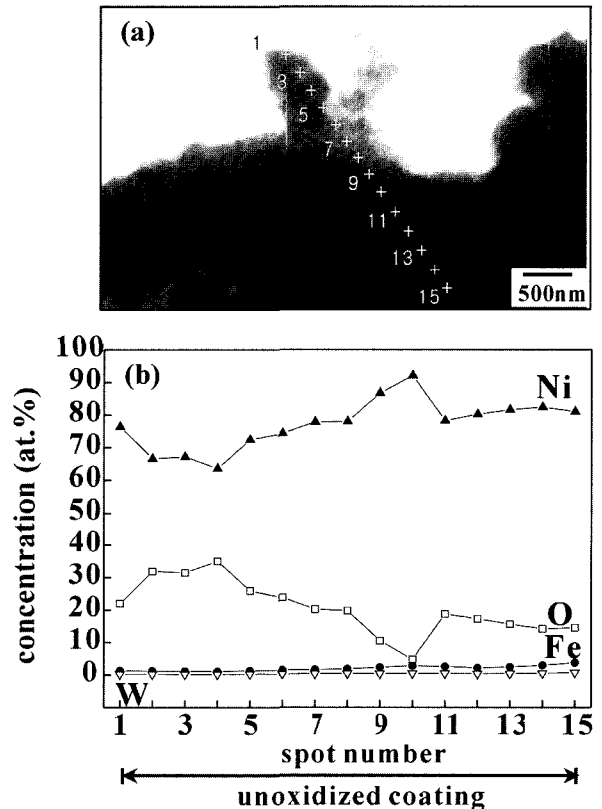 (a)
1
3
5
7
9
11
13
15
500nm
(b)
100
90
80
70
60
50
40
30
20
10
0
concentration (at.%)
Ni
O
Fe
W
1 3 5 7 9 11 13 15
spot number
unoxidized coating